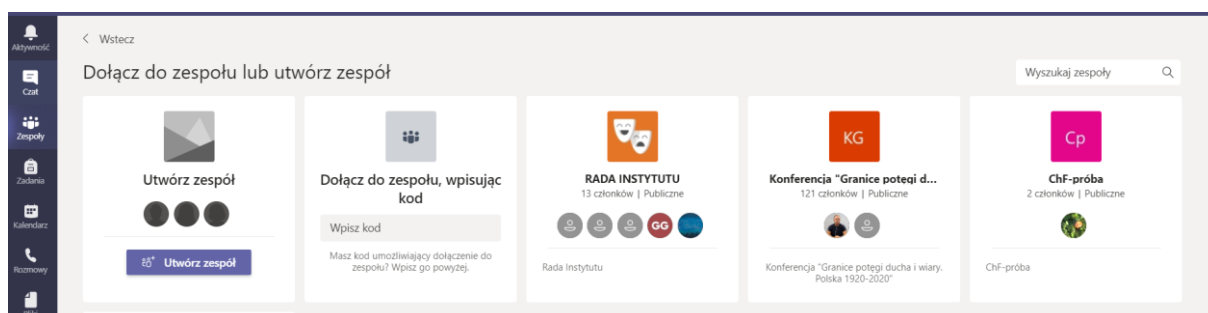 Aktywność
Czat
Zespoły
Zadania
Kalendarz
Rozmowy
Wstecz
Dołącz do zespołu lub utwórz zespół
Wyszukaj zespoły
Utwórz zespół
Utwórz zespół
Dołącz do zespołu, wpisując
kod
Wpisz kod
Masz kod umożliwiający dołączenie do
zespołu? Wpisz go powyżej.
RADA INSTYTUTU
13 członków | Publiczne
GG
Rada Instytutu
KG
Konferencja "Granice potęgi d...
121 członków | Publiczne
Konferencja "Granice potęgi ducha i wiary.
Polska 1920-2020"
Cp
ChF-próba
2 członków | Publiczne
ChF-próba